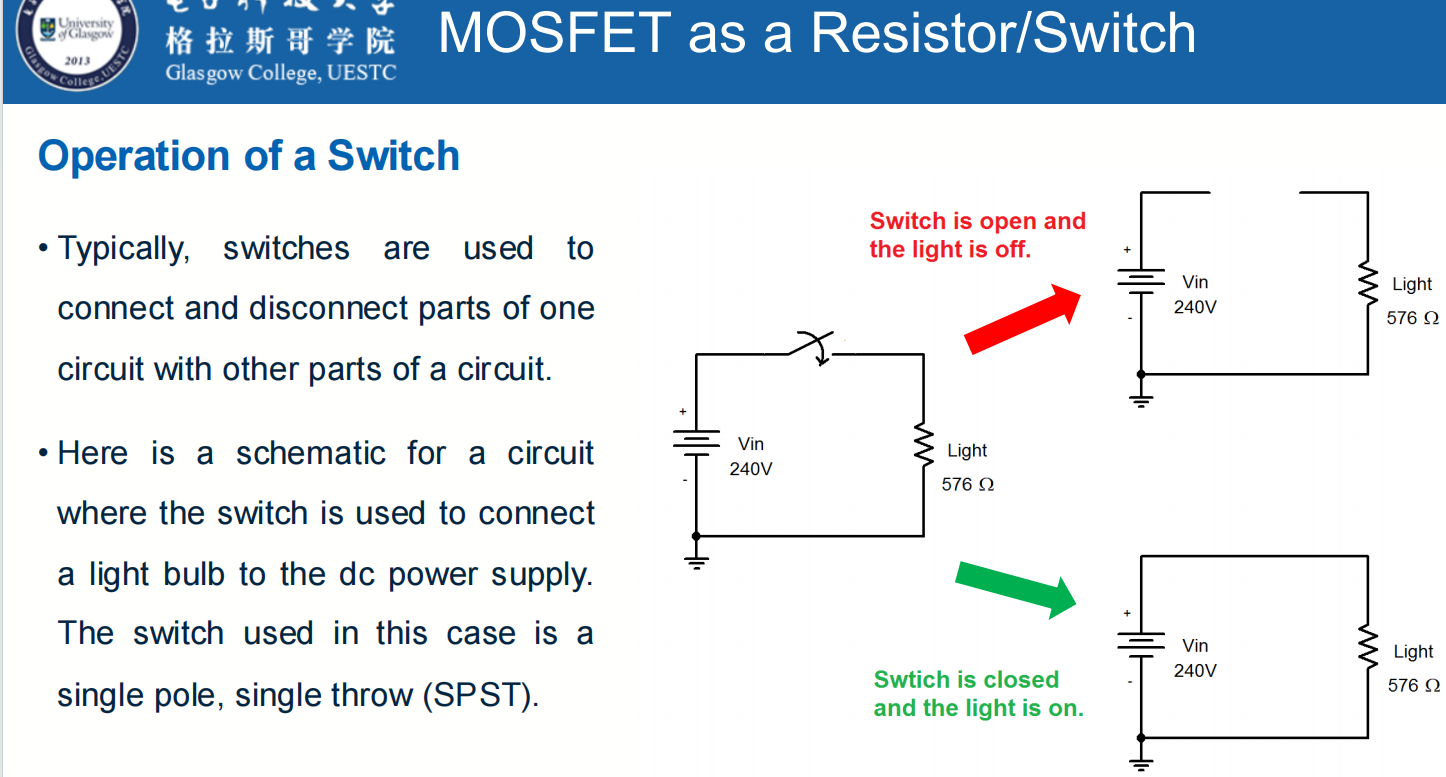 University
of Glasgow
2013
Glasgow College, UESTC
格拉斯哥学院
Glasgow College, UESTC
MOSFET as a Resistor/Switch
Operation of a Switch
• Typically, switches are used to
connect and disconnect parts of one
circuit with other parts of a circuit.
• Here is a schematic for a circuit
where the switch is used to connect
a light bulb to the dc power supply.
The switch used in this case is a
single pole, single throw (SPST).
+
Vin
240V
-
Light
576 Ω
Switch is open and
the light is off.
+
Vin
240V
-
Light
576 Ω
Swtich is closed
and the light is on.
+
Vin
240V
-
Light
576 Ω